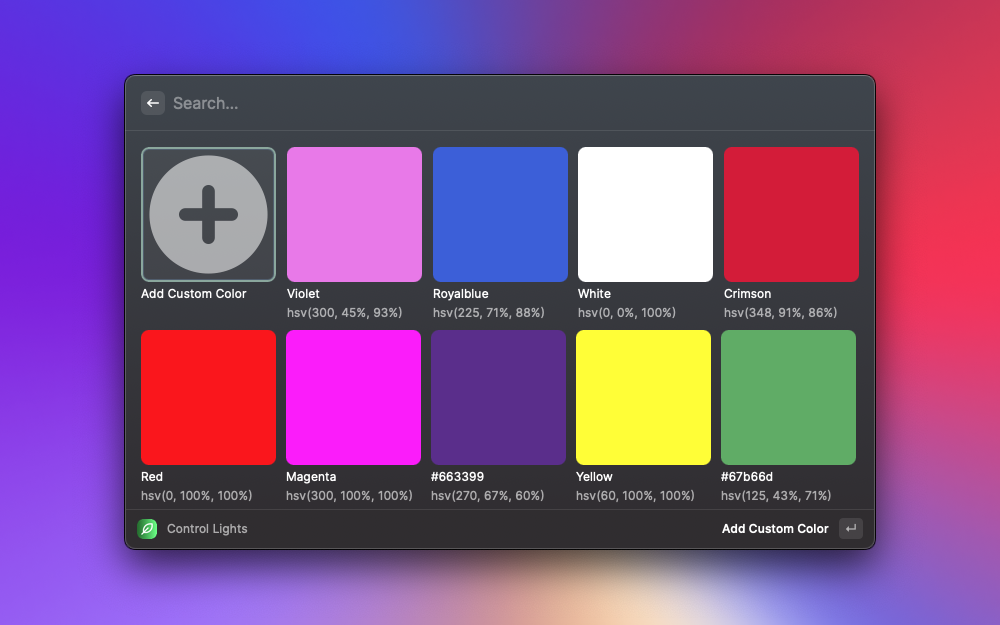 Search...
Add Custom Color
Violet
hsv(300, 45%, 93%)
Royalblue
hsv(225, 71%, 88%)
White
hsv(0, 0%, 100%)
Crimson
hsv(348, 91%, 86%)
Red
hsv(0, 100%, 100%)
Magenta
hsv(300, 100%, 100%)
#663399
hsv(270, 67%, 60%)
Yellow
hsv(60, 100%, 100%)
#67b66d
hsv(125, 43%, 71%)
Control Lights
Add Custom Color